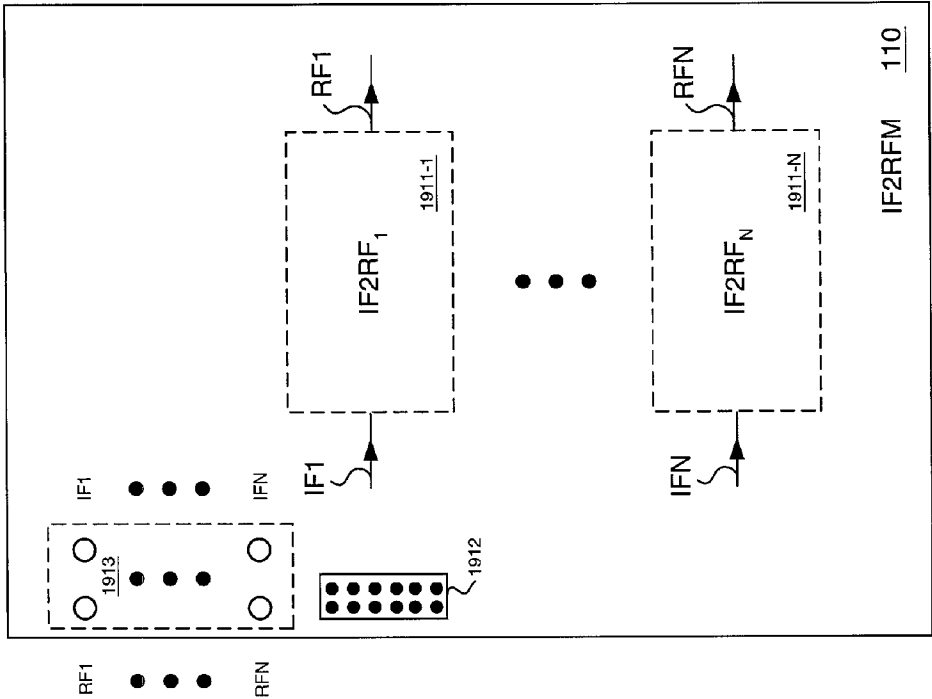 RF1
RFN
1913
IF1
IFN
1912
IF1
IF2RF1
1911-1
RF1
IFN
IF2RFN
1911-N
RFN
IF2RFM
110